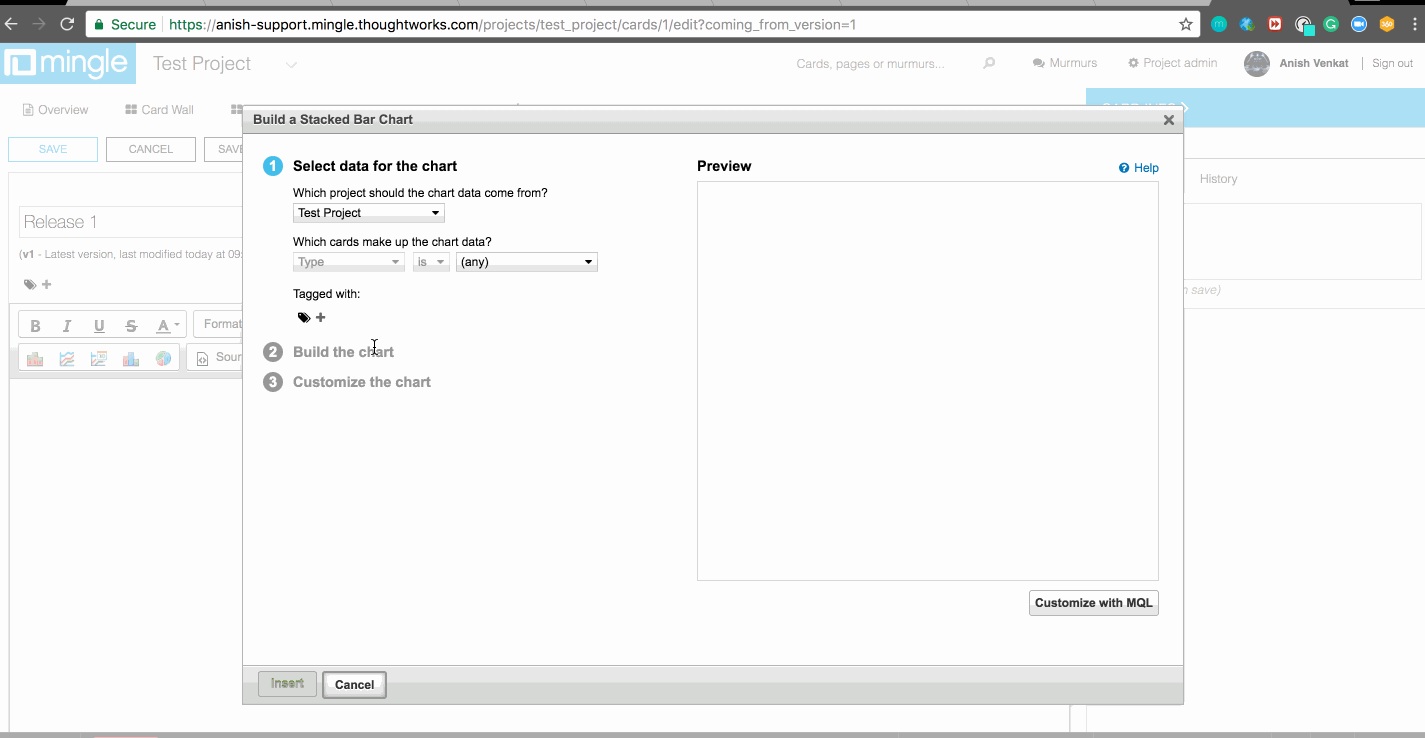 Secure https://anish-support.mingle.thoughtworks.com/projects/test_project/cards/1/edit?coming_from_version=1
mingle Test Project Cards, pages or murmurs... Murmurs Project admin Anish Venkat Sign out
Overview Card Wall
SAVE CANCEL SAVE
History
Release 1
(v1 - Latest version, last modified today at 09:
save)
B I U S A Format
Sour
Build a Stacked Bar Chart
1 Select data for the chart
Which project should the chart data come from?
Test Project
Which cards make up the chart data?
Type is (any)
Tagged with:
2 Build the chart
3 Customize the chart
Preview Help
Customize with MQL
Insert Cancel